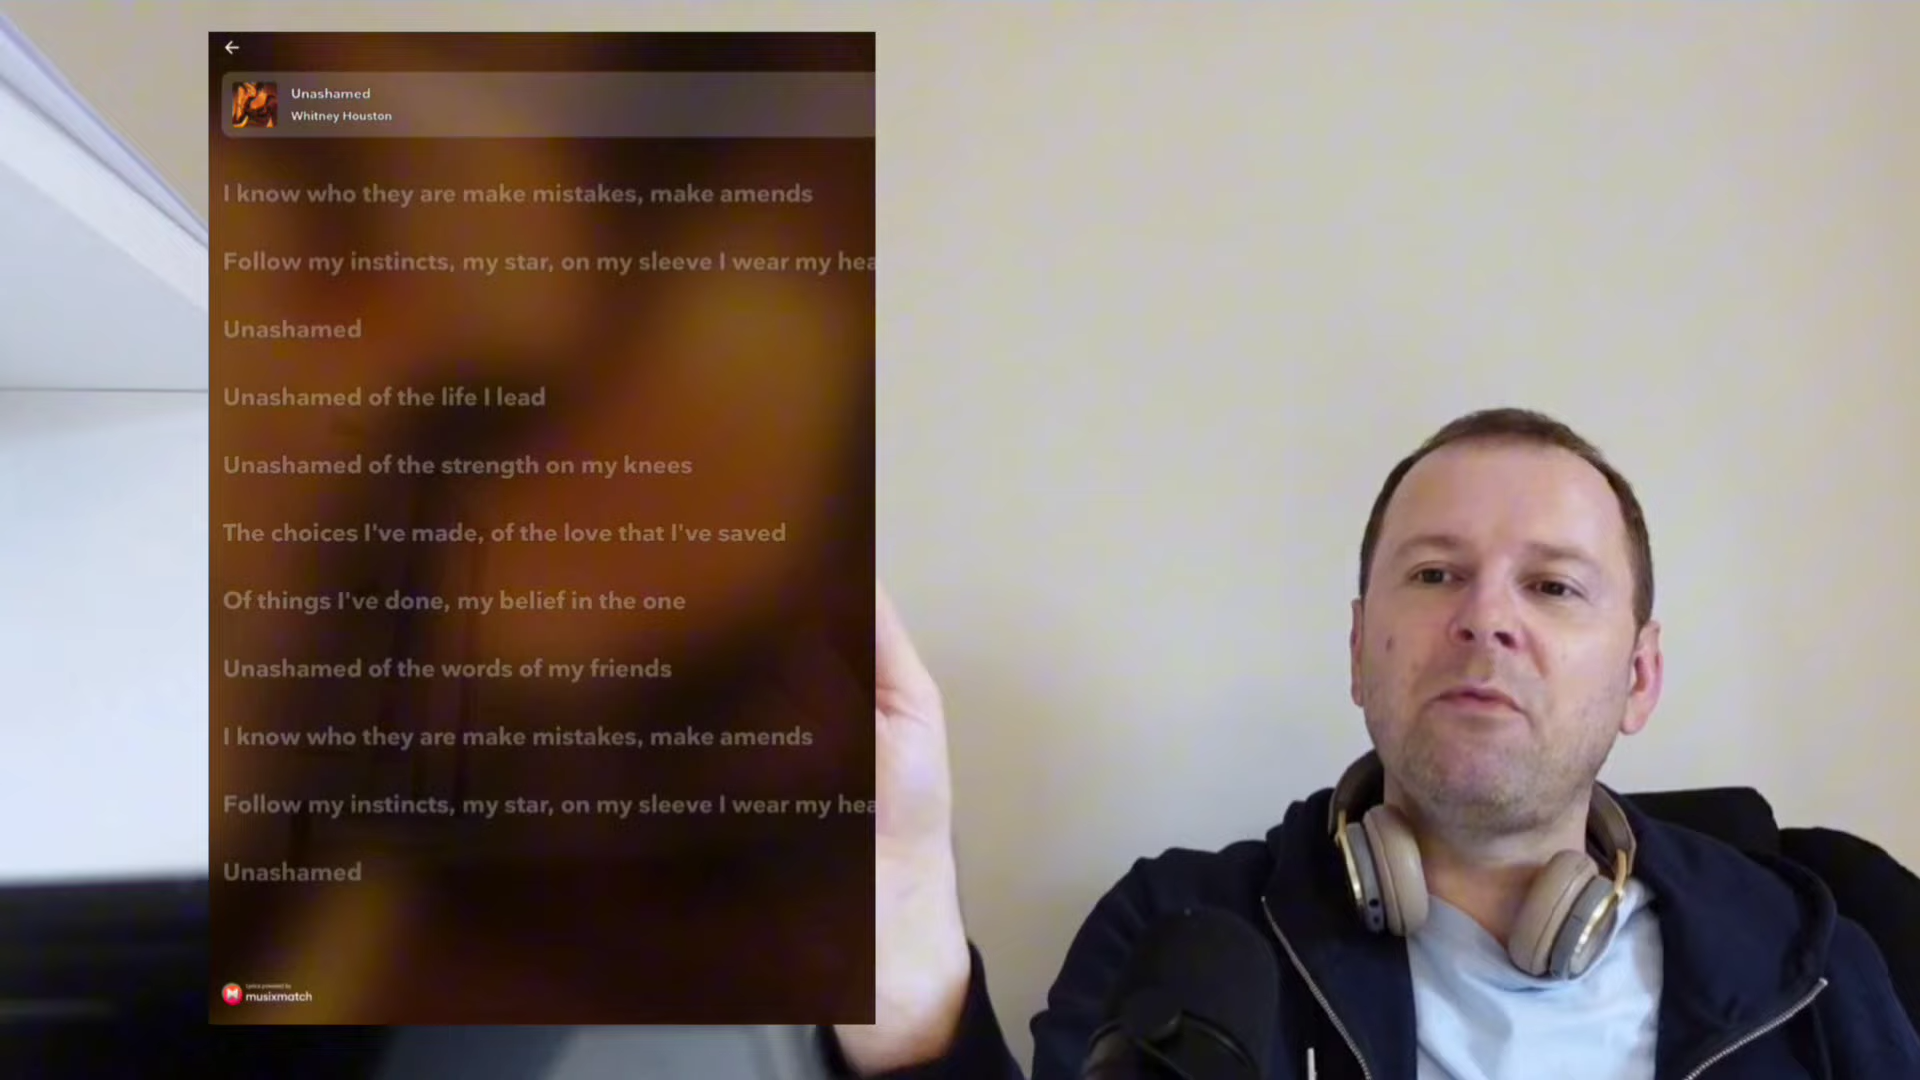 Unashamed
Whitney Houston
I know who they are make mistakes, make amends
Follow my instincts, my star, on my sleeve I wear my hea
Unashamed
Unashamed of the life I lead
Unashamed of the strength on my knees
The choices I've made, of the love that I've saved
Of things I've done, my belief in the one
Unashamed of the words of my friends
I know who they are make mistakes, make amends
Follow my instincts, my star, on my sleeve I wear my hea
Unashamed
Lyrics powered by
musixmatch